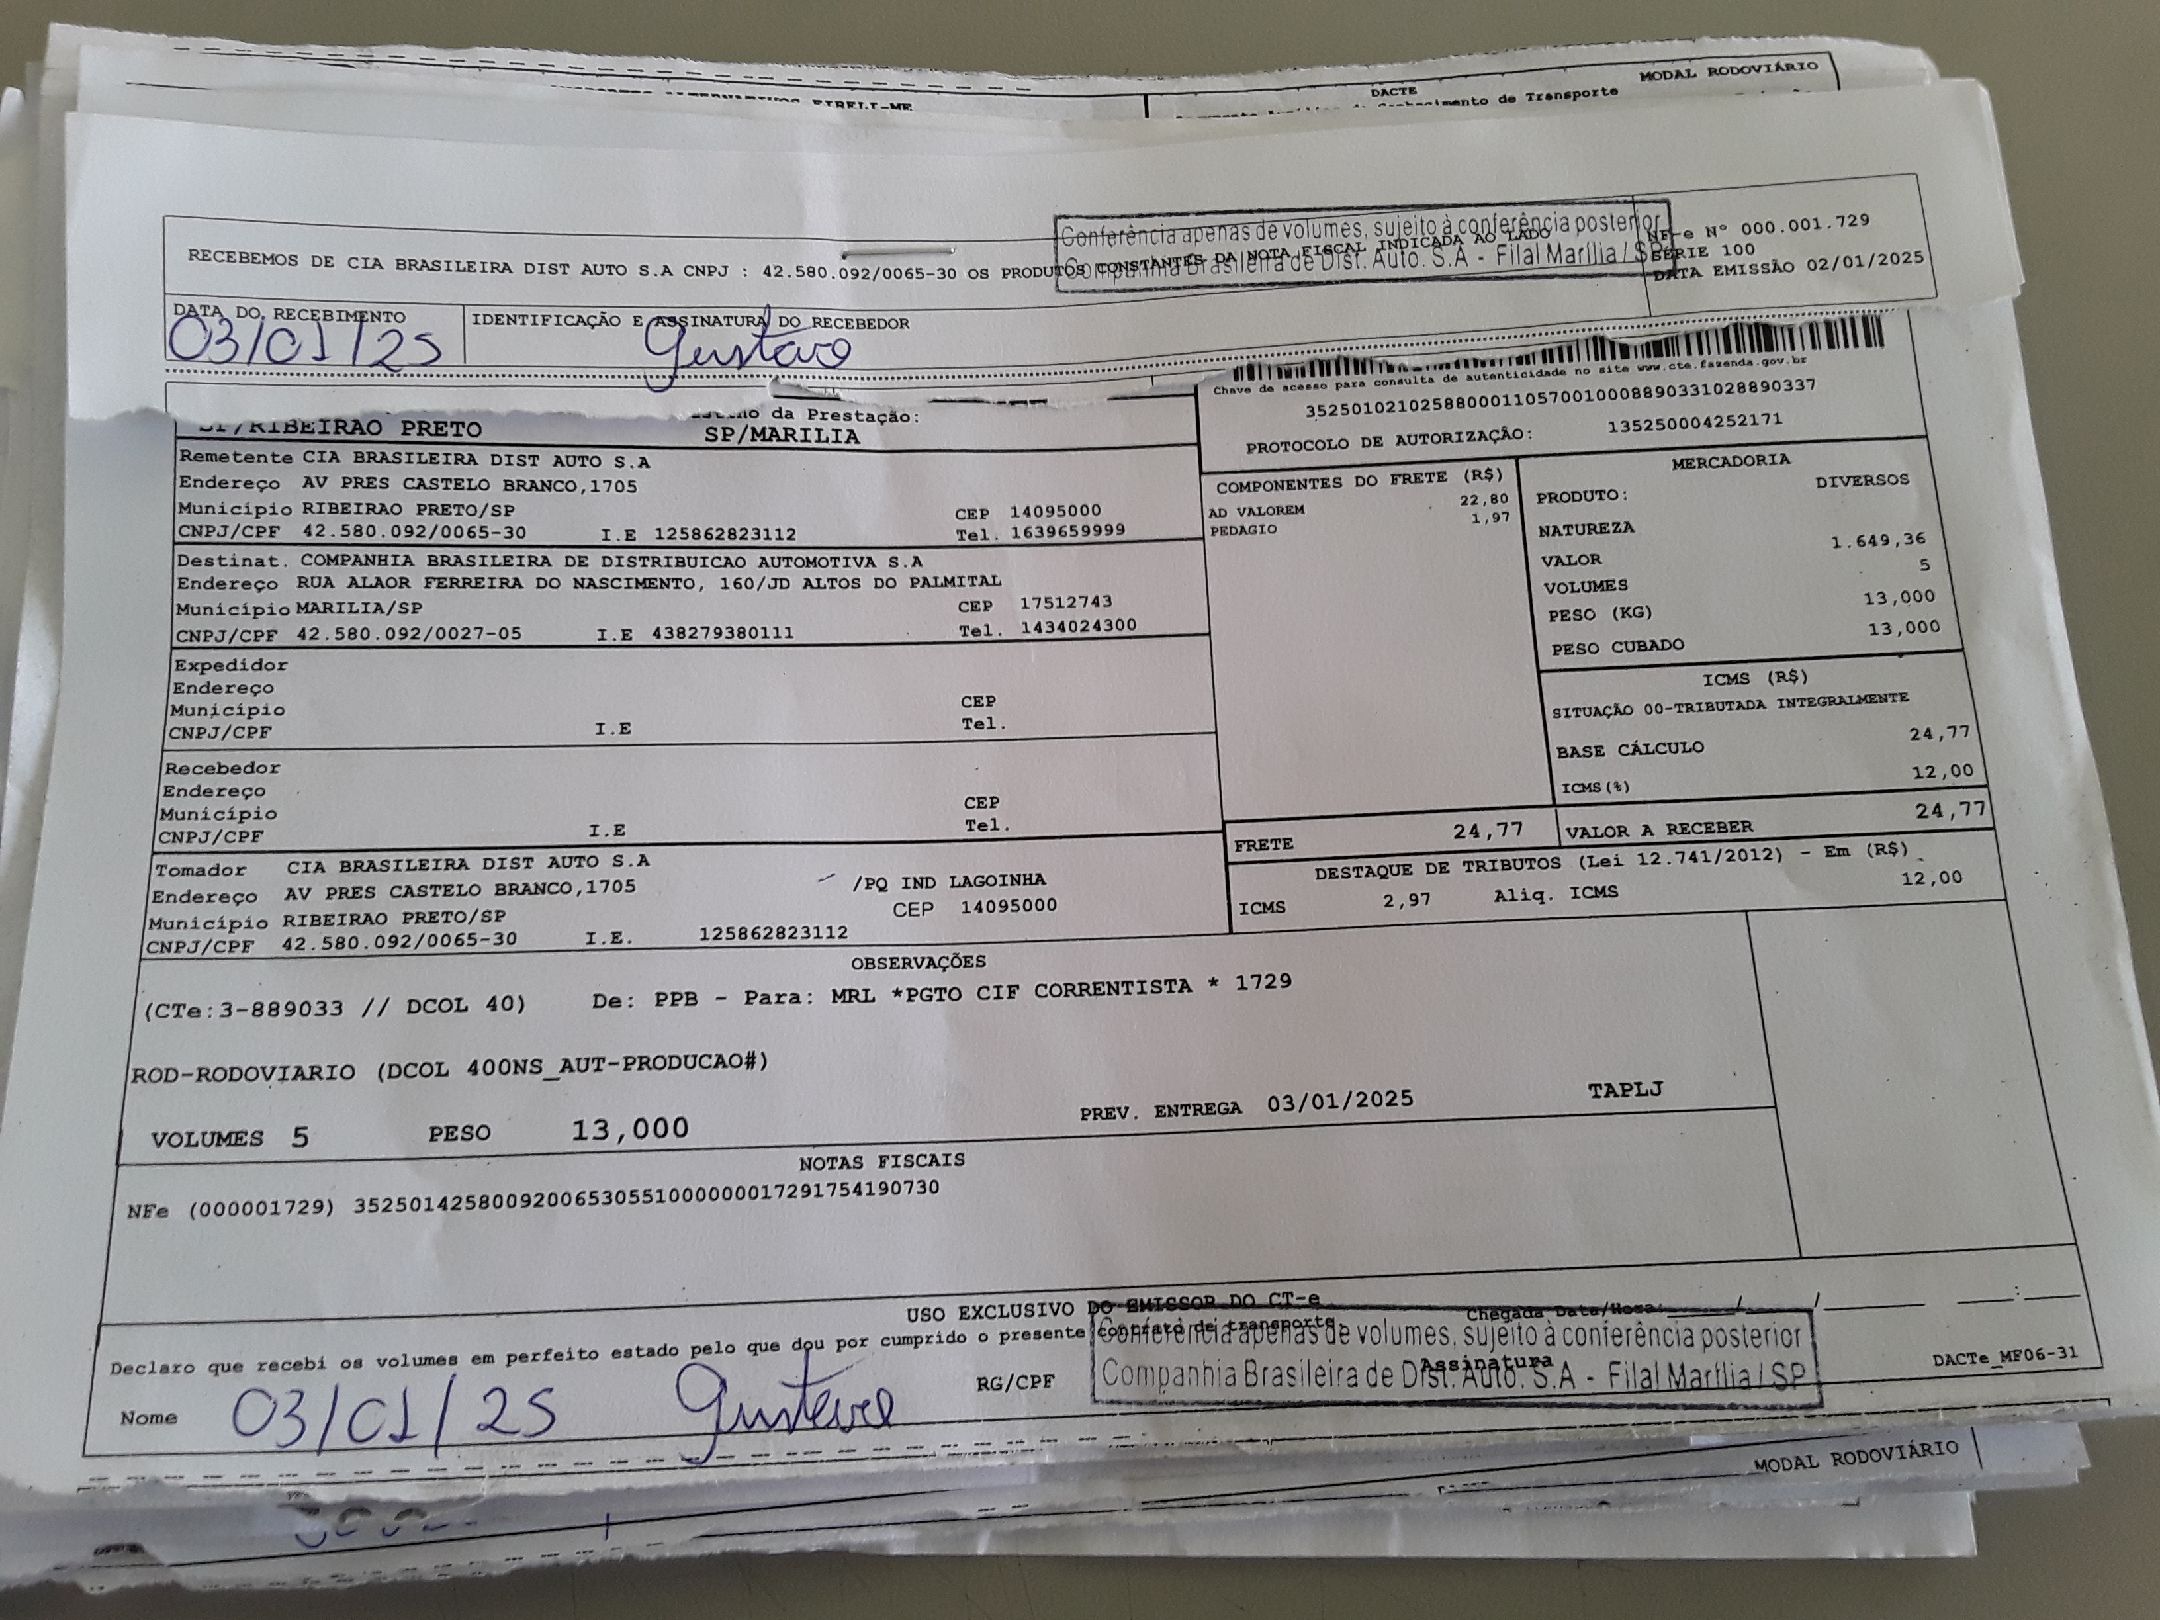 MODAL RODOVIÁRIO
DACTE
de Transporte
EIRELI-ME
Conferência apenas de volumes, sujeito à conferência posterior
Companhia Brasileira de Dist. Auto. S.A - Filal Marília / SP
RECEBEMOS DE CIA BRASILEIRA DIST AUTO S.A CNPJ : 42.580.092/0065-30 OS PRODUTOS CONSTANTES DA NOTA FISCAL INDICADA AO LADO
NF-e Nº 000.001.729
SÉRIE 100
DATA EMISSÃO 02/01/2025
DATA DO RECEBIMENTO
03/01/25
IDENTIFICAÇÃO E ASSINATURA DO RECEBEDOR
Gustavo
Chave de acesso para consulta de autenticidade no site www.cte.fazenda.gov.br
35250102102588000110570010008890331028890337
PROTOCOLO DE AUTORIZAÇÃO: 135250004252171
da Prestação:
SP/RIBEIRAO PRETO SP/MARILIA
Remetente CIA BRASILEIRA DIST AUTO S.A
Endereço AV PRES CASTELO BRANCO,1705
Município RIBEIRAO PRETO/SP CEP 14095000
CNPJ/CPF 42.580.092/0065-30 I.E 125862823112 Tel. 1639659999
Destinat. COMPANHIA BRASILEIRA DE DISTRIBUICAO AUTOMOTIVA S.A
Endereço RUA ALAOR FERREIRA DO NASCIMENTO, 160/JD ALTOS DO PALMITAL
Município MARILIA/SP CEP 17512743
CNPJ/CPF 42.580.092/0027-05 I.E 438279380111 Tel. 1434024300
Expedidor
Endereço
Município CEP
CNPJ/CPF I.E Tel.
Recebedor
Endereço
Município CEP
CNPJ/CPF I.E Tel.
Tomador CIA BRASILEIRA DIST AUTO S.A
Endereço AV PRES CASTELO BRANCO,1705 /PQ IND LAGOINHA
Município RIBEIRAO PRETO/SP CEP 14095000
CNPJ/CPF 42.580.092/0065-30 I.E. 125862823112
COMPONENTES DO FRETE (R$)
AD VALOREM 22,80
PEDAGIO 1,97
MERCADORIA
PRODUTO: DIVERSOS
NATUREZA
VALOR 1.649,36
VOLUMES 5
PESO (KG) 13,000
PESO CUBADO 13,000
ICMS (R$)
SITUAÇÃO 00-TRIBUTADA INTEGRALMENTE
BASE CÁLCULO 24,77
ICMS(%) 12,00
FRETE 24,77 VALOR A RECEBER 24,77
DESTAQUE DE TRIBUTOS (Lei 12.741/2012) - Em (R$)
ICMS 2,97 Aliq. ICMS 12,00
OBSERVAÇÕES
(CTe:3-889033 // DCOL 40) De: PPB - Para: MRL *PGTO CIF CORRENTISTA * 1729
ROD-RODOVIARIO (DCOL 400NS_AUT-PRODUCAO#)
VOLUMES 5 PESO 13,000 PREV. ENTREGA 03/01/2025 TAPLJ
NOTAS FISCAIS
NFe (000001729) 35250142580092006530551000000017291754190730
USO EXCLUSIVO DO EMISSOR DO CT-e
Chegada Data/Hora: / / :
Declaro que recebi os volumes em perfeito estado pelo que dou por cumprido o presente contrato de transporte.
Conferência apenas de volumes, sujeito à conferência posterior
Companhia Brasileira de Dist. Auto. S.A - Filal Marília / SP
Nome 03/01/25 Gustavo RG/CPF Assinatura
DACTe_MF06-31
MODAL RODOVIÁRIO